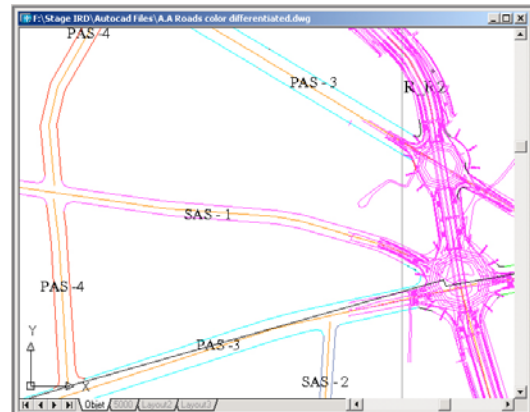 F:\Stage IRD\Autocad Files\A.A Roads color differentiated.dwg
PAS-4
PAS - 3
R_R2
SAS - 1
PAS-4
PAS-3
SAS - 2
Y
X
Objet 5000 Layout2 Layout3